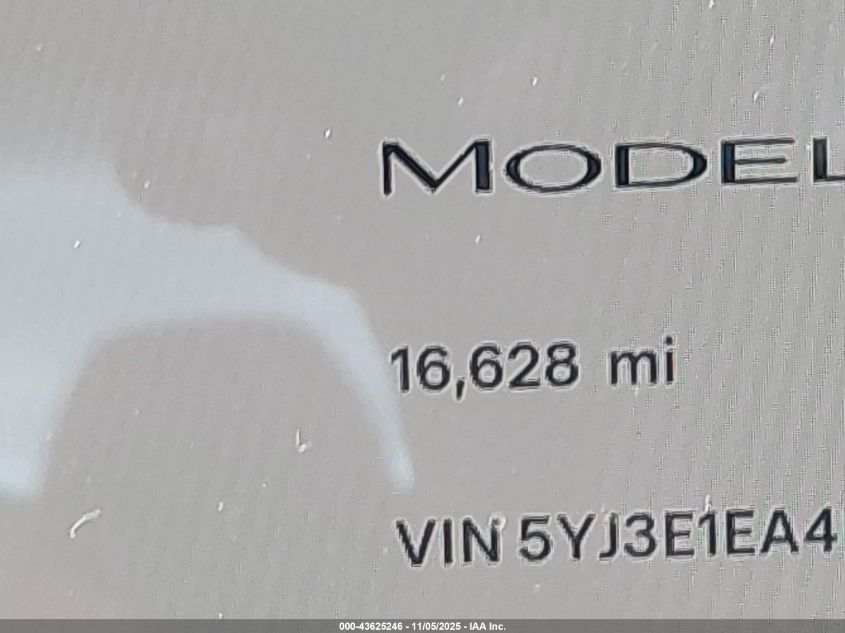 MODEL
16,628 mi
VIN 5YJ3E1EA4
000-43625246 - 11/05/2025 - IAA Inc.